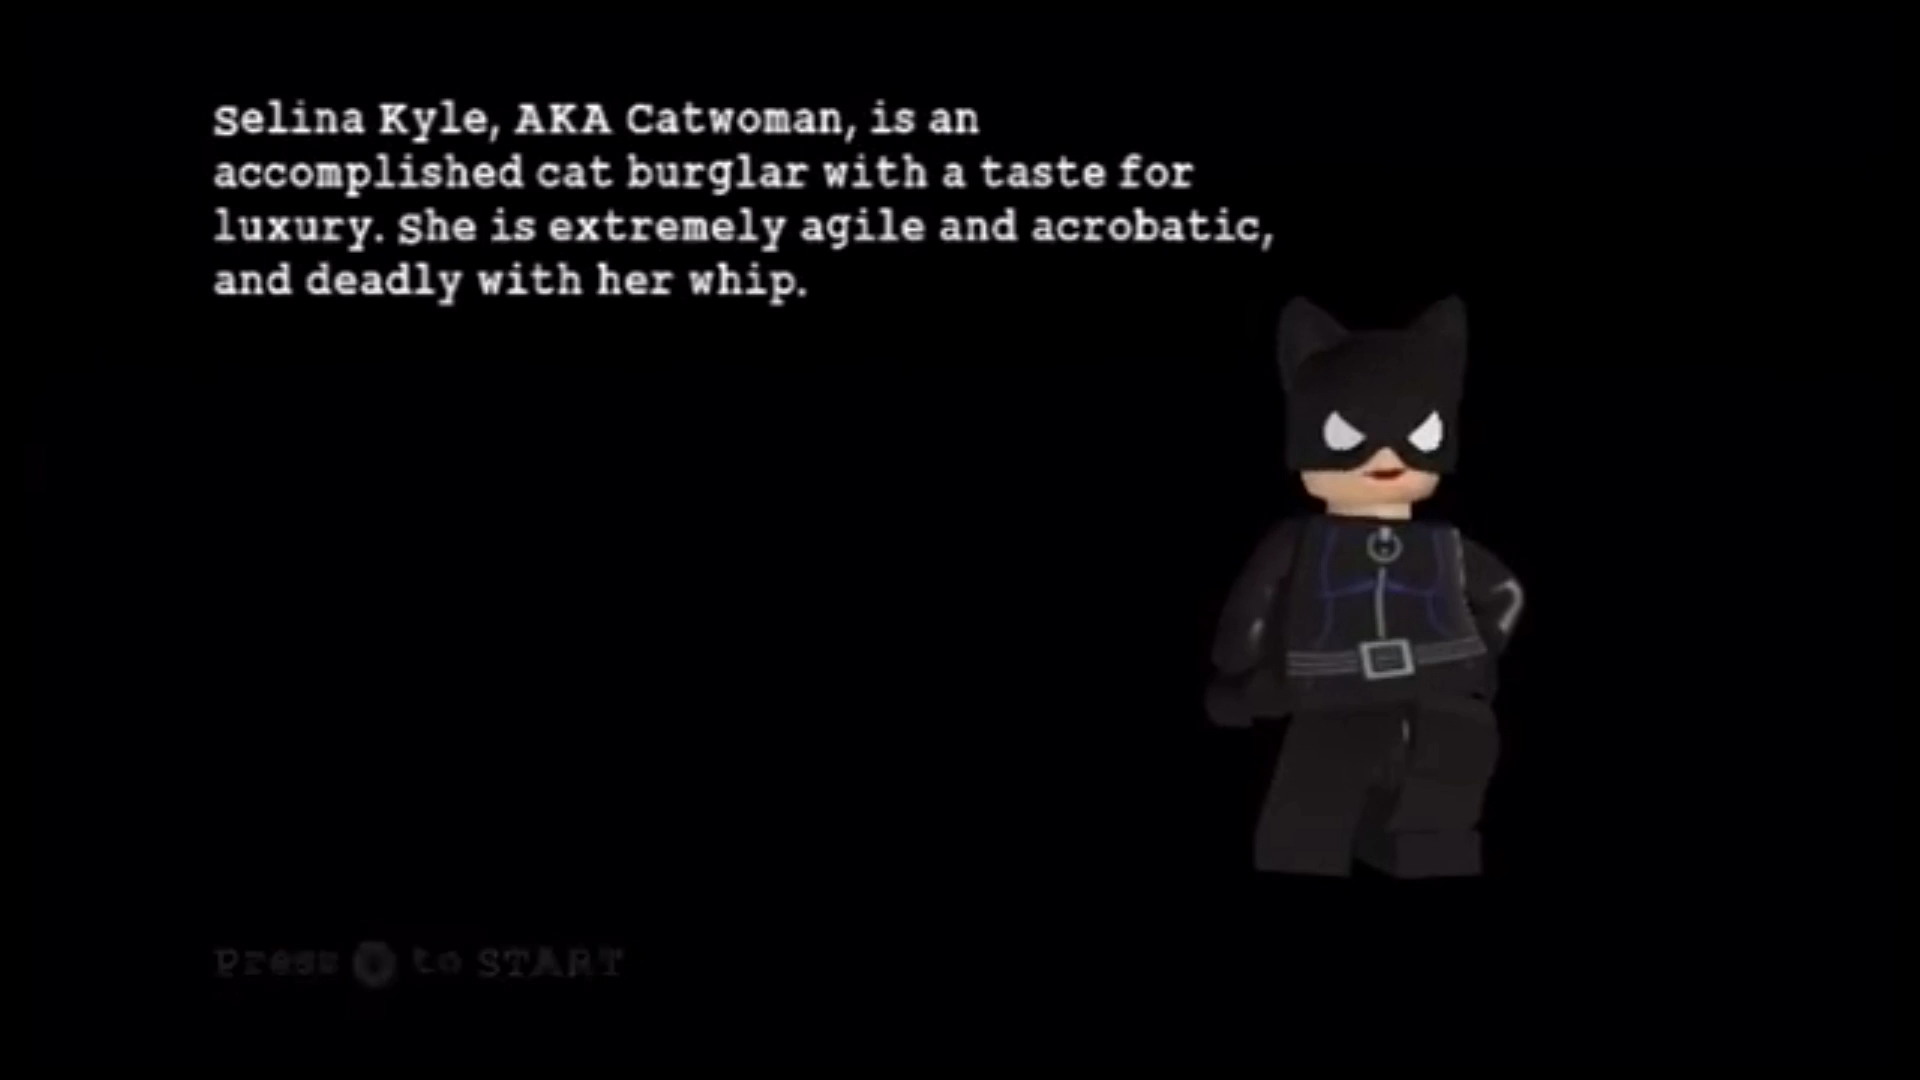 Selina Kyle, AKA Catwoman, is an
accomplished cat burglar with a taste for
luxury. She is extremely agile and acrobatic,
and deadly with her whip.
Press to START